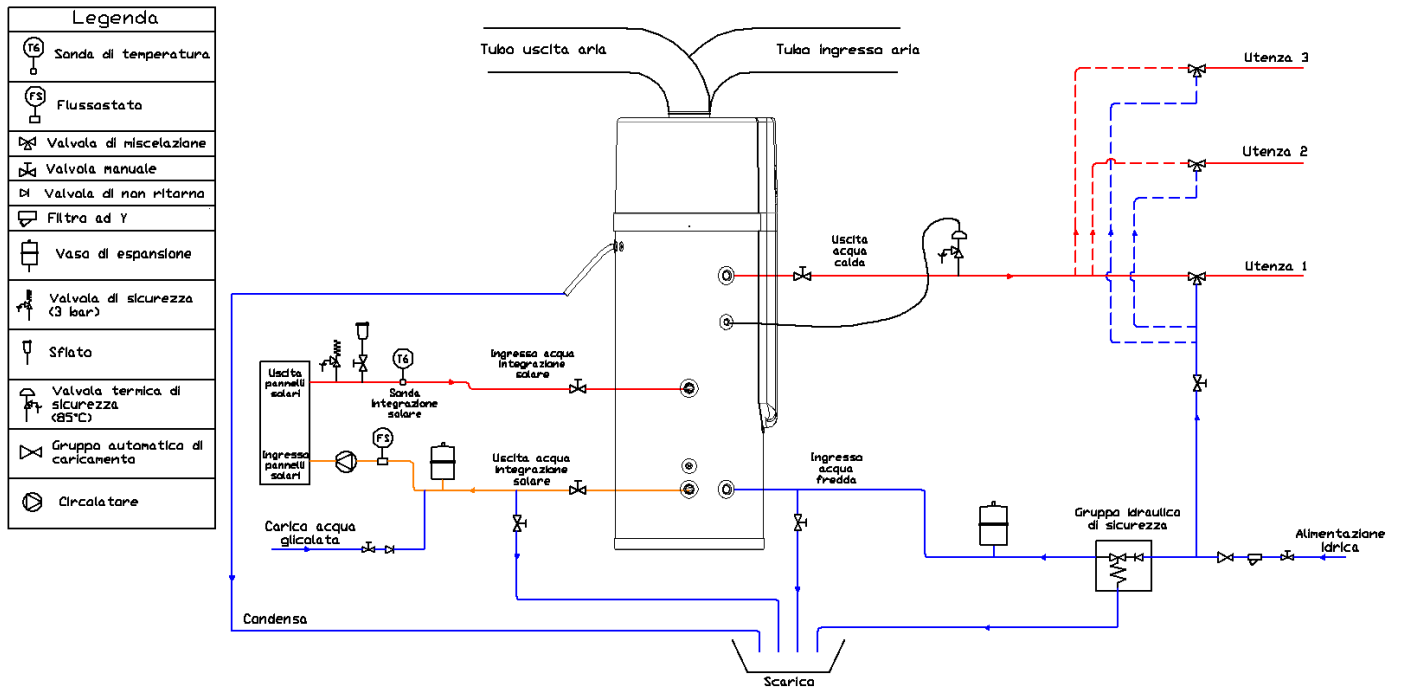 Legenda
T6
Sonda di temperatura
FS
Flussostato
Valvola di miscelazione
Valvola manuale
Valvola di non ritorno
Filtro ad Y
Vaso di espansione
Valvola di sicurezza
(3 bar)
Sfiato
Valvola termica di
sicurezza
(85°C)
Gruppo automatico di
caricamento
Circolatore
Tubo uscita aria
Tubo ingresso aria
Utenza 3
Utenza 2
Utenza 1
Uscita
acqua
calda
Uscita
pannelli
solari
T6
Sonda
integrazione
solare
Ingresso acqua
integrazione
solare
Ingresso
pannelli
solari
FS
Uscita acqua
integrazione
solare
Ingresso
acqua
fredda
Carica acqua
glicolata
Gruppo idraulico
di sicurezza
Alimentazione
idrica
Condensa
Scarico